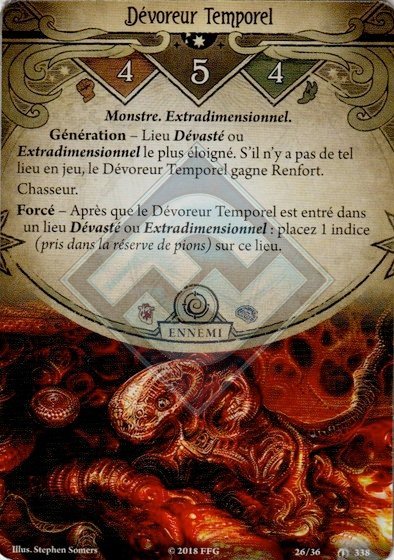 Dévoreur Temporel
4 5 4
Monstre. Extradimensionnel.
Génération – Lieu Dévasté ou
Extradimensionnel le plus éloigné. S'il n'y a pas de tel
lieu en jeu, le Dévoreur Temporel gagne Renfort.
Chasseur.
Forcé – Après que le Dévoreur Temporel est entré dans
un lieu Dévasté ou Extradimensionnel : placez 1 indice
(pris dans la réserve de pions) sur ce lieu.
ENNEMI
Illus. Stephen Somers © 2018 FFG 26/36 338